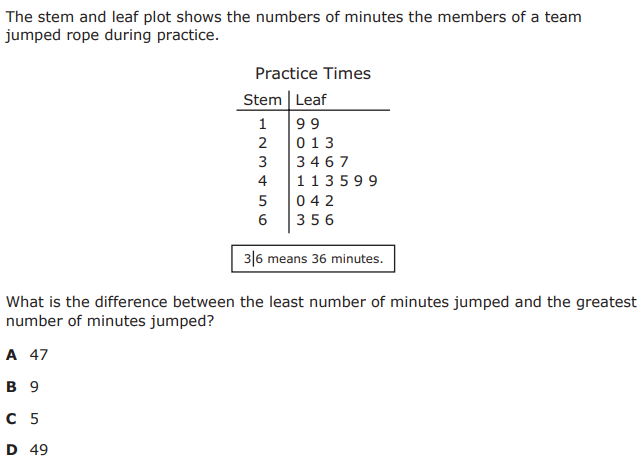 The stem and leaf plot shows the numbers of minutes the members of a team
jumped rope during practice.
Practice Times
Stem Leaf
1 9 9
2 0 1 3
3 3 4 6 7
4 1 1 3 5 9 9
5 0 4 2
6 3 5 6
3|6 means 36 minutes.
What is the difference between the least number of minutes jumped and the greatest
number of minutes jumped?
A 47
B 9
C 5
D 49